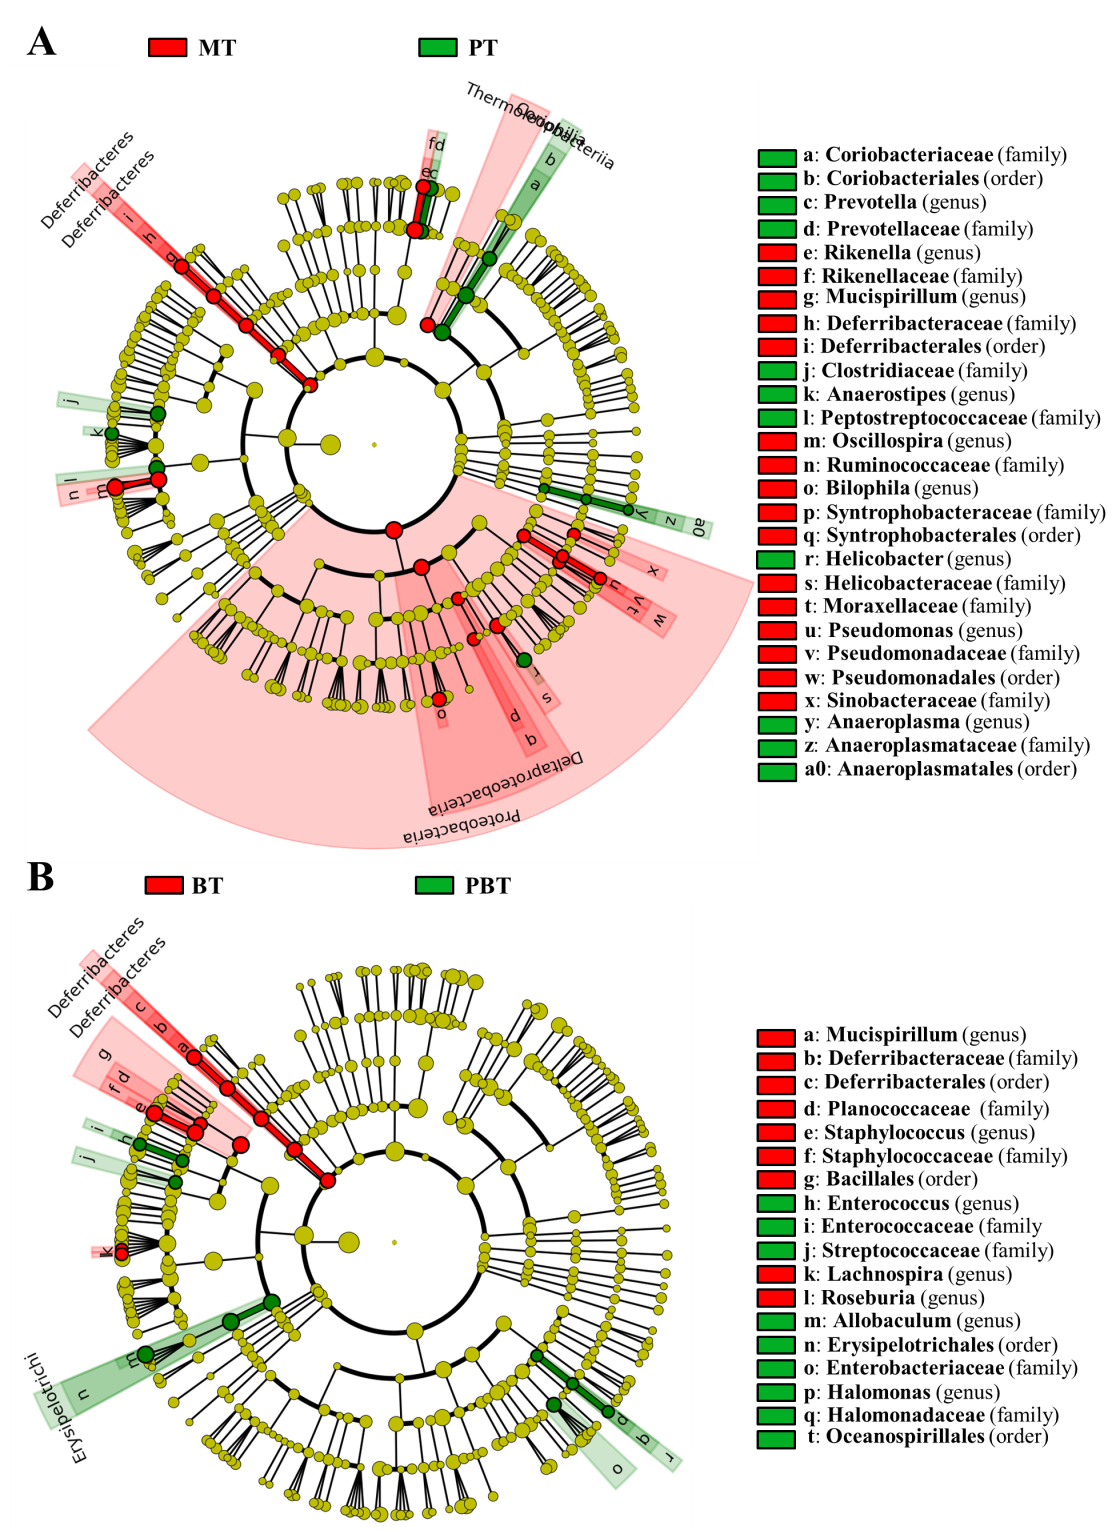 A
MT
PT
Thermoleophilia
Coriobacteriia
Deferribacteres
Deferribacteres
f
d
e
c
b
a
i
h
g
j
k
l
n
m
y
z
a0
x
u
v
t
w
r
s
o
p
q
Deltaproteobacteria
Proteobacteria
a: Coriobacteriaceae (family)
b: Coriobacteriales (order)
c: Prevotella (genus)
d: Prevotellaceae (family)
e: Rikenella (genus)
f: Rikenellaceae (family)
g: Mucispirillum (genus)
h: Deferribacteraceae (family)
i: Deferribacterales (order)
j: Clostridiaceae (family)
k: Anaerostipes (genus)
l: Peptostreptococcaceae (family)
m: Oscillospira (genus)
n: Ruminococcaceae (family)
o: Bilophila (genus)
p: Syntrophobacteraceae (family)
q: Syntrophobacterales (order)
r: Helicobacter (genus)
s: Helicobacteraceae (family)
t: Moraxellaceae (family)
u: Pseudomonas (genus)
v: Pseudomonadaceae (family)
w: Pseudomonadales (order)
x: Sinobacteraceae (family)
y: Anaeroplasma (genus)
z: Anaeroplasmataceae (family)
a0: Anaeroplasmatales (order)
B
BT
PBT
Deferribacteres
Deferribacteres
c
b
a
g
d
f
e
i
h
j
l
k
m
n
Erysipelotrichi
p
q
r
o
a: Mucispirillum (genus)
b: Deferribacteraceae (family)
c: Deferribacterales (order)
d: Planococcaceae (family)
e: Staphylococcus (genus)
f: Staphylococcaceae (family)
g: Bacillales (order)
h: Enterococcus (genus)
i: Enterococcaceae (family
j: Streptococcaceae (family)
k: Lachnospira (genus)
l: Roseburia (genus)
m: Allobaculum (genus)
n: Erysipelotrichales (order)
o: Enterobacteriaceae (family)
p: Halomonas (genus)
q: Halomonadaceae (family)
t: Oceanospirillales (order)